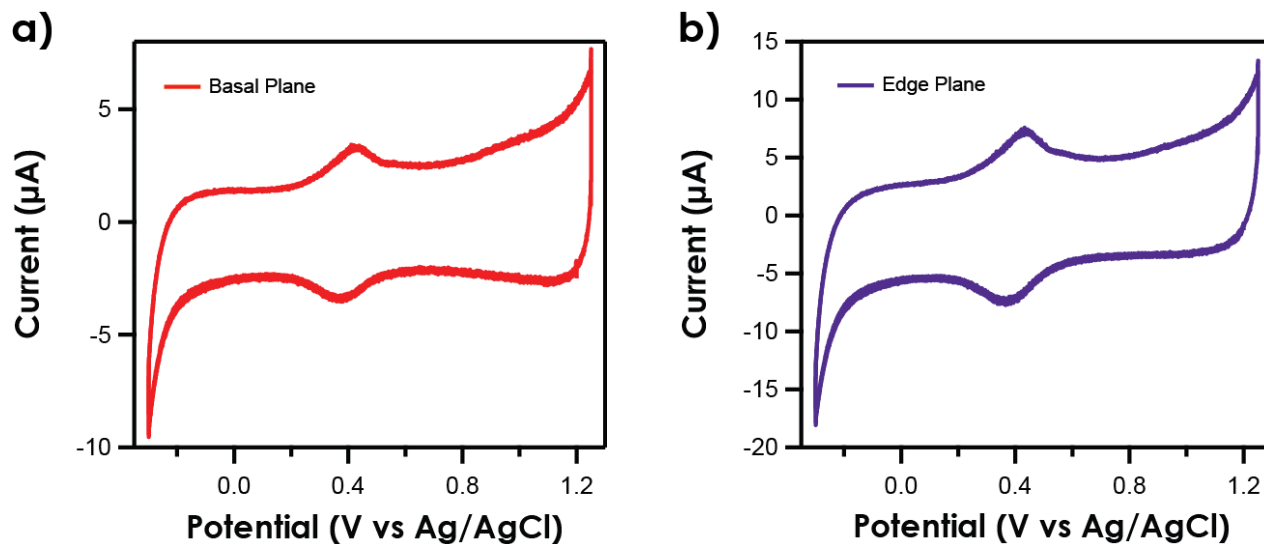 a)
Basal Plane
Current (µA)
5
0
-5
-10
0.0 0.4 0.8 1.2
Potential (V vs Ag/AgCl)
b)
Edge Plane
Current (µA)
15
10
5
0
-5
-10
-15
-20
0.0 0.4 0.8 1.2
Potential (V vs Ag/AgCl)